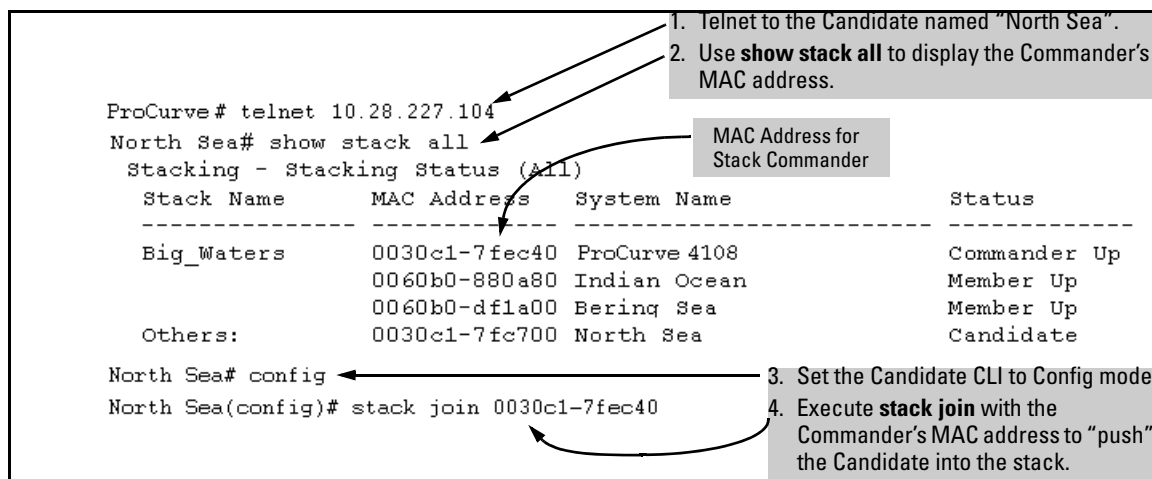 1. Telnet to the Candidate named “North Sea”.
2. Use show stack all to display the Commander’s
MAC address.
ProCurve# telnet 10.28.227.104
North Sea# show stack all
MAC Address for
Stack Commander
Stacking - Stacking Status (All)
Stack Name MAC Address System Name Status
--------------- ------------- ------------------------- -------------
Big_Waters 0030c1-7fec40 ProCurve 4108 Commander Up
0060b0-880a80 Indian Ocean Member Up
0060b0-df1a00 Bering Sea Member Up
Others: 0030c1-7fc700 North Sea Candidate
North Sea# config
3. Set the Candidate CLI to Config mode
North Sea(config)# stack join 0030c1-7fec40
4. Execute stack join with the
Commander’s MAC address to “push”
the Candidate into the stack.